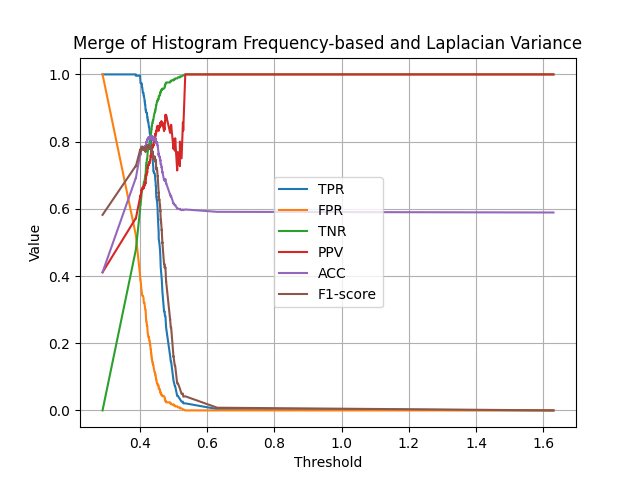 Merge of Histogram Frequency-based and Laplacian Variance
1.0
0.8
0.6
0.4
0.2
0.0
Value
TPR
FPR
TNR
PPV
ACC
F1-score
0.4 0.6 0.8 1.0 1.2 1.4 1.6
Threshold